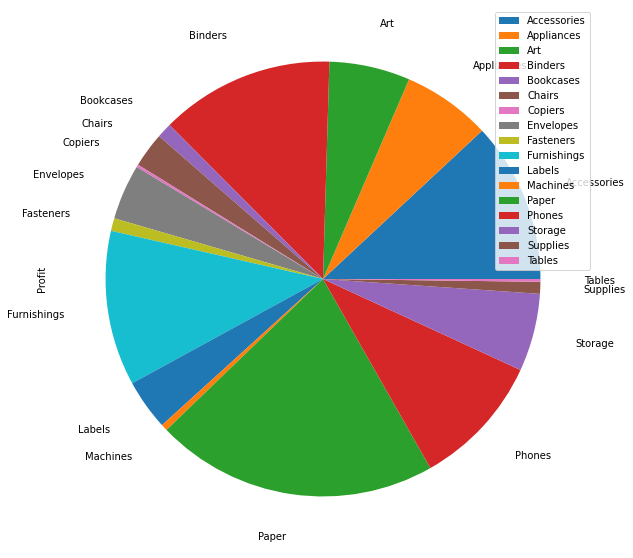 Art
Binders
Appli
Bookcases
Chairs
Copiers
Envelopes
Fasteners
Profit
Furnishings
Labels
Machines
Paper
Phones
Storage
Supplies
Tables
Accessories
Accessories
Appliances
Art
Binders
Bookcases
Chairs
Copiers
Envelopes
Fasteners
Furnishings
Labels
Machines
Paper
Phones
Storage
Supplies
Tables